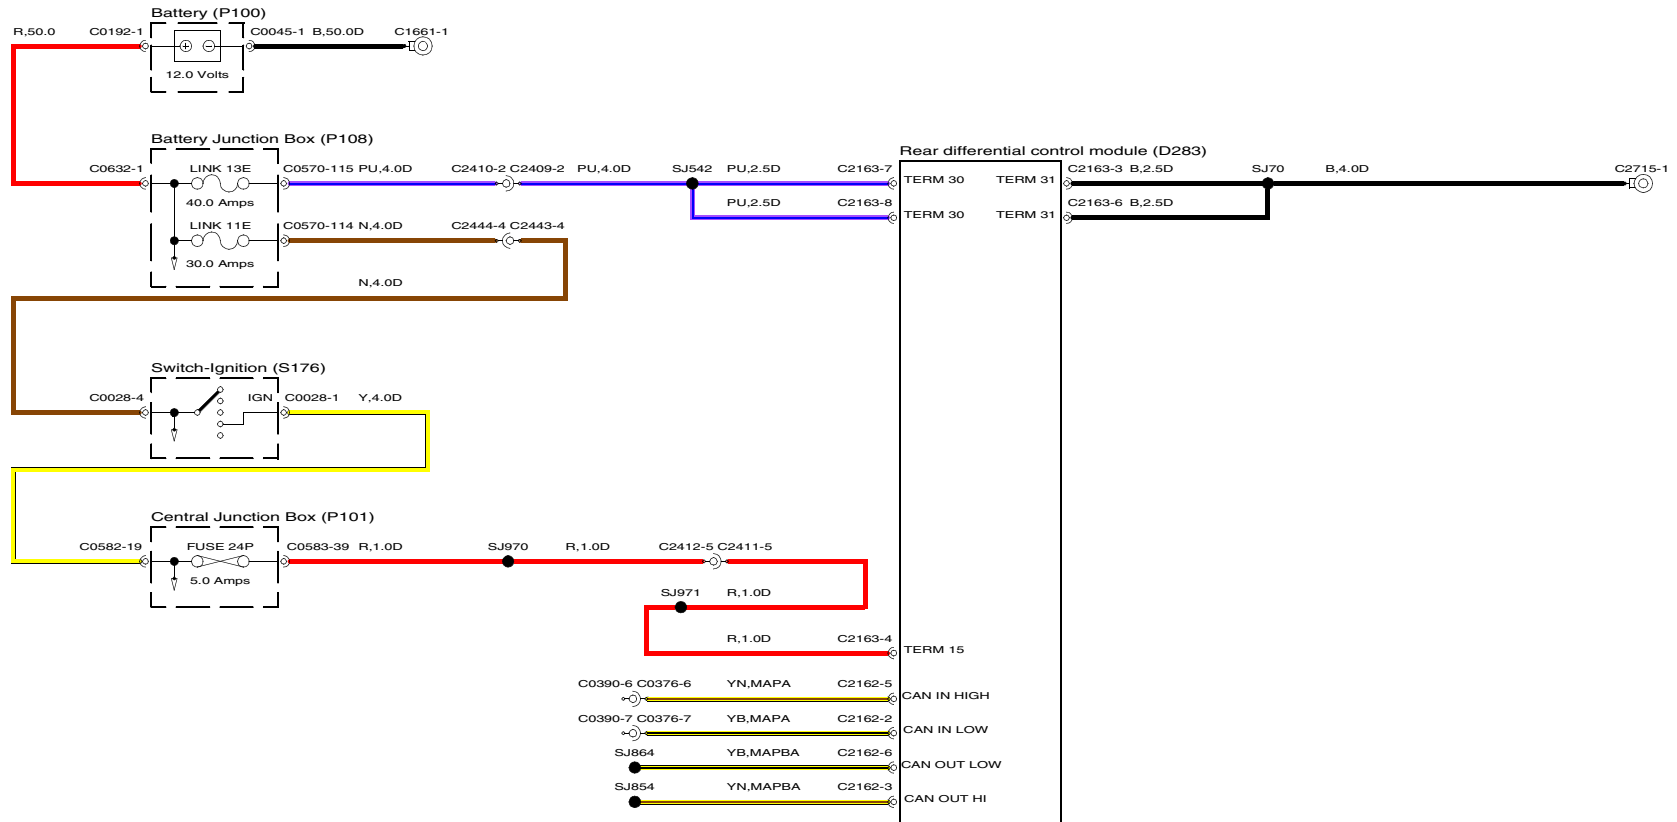 Battery (P100)
R,50.0 C0192-1 C0045-1 B,50.0D C1661-1
12.0 Volts
Battery Junction Box (P108)
Rear differential control module (D283)
C0632-1 LINK 13E C0570-115 PU,4.0D C2410-2 C2409-2 PU,4.0D SJ542 PU,2.5D C2163-7 C2163-3 B,2.5D SJ70 B,4.0D C2715-1
TERM 30 TERM 31
40.0 Amps PU,2.5D C2163-8 C2163-6 B,2.5D
TERM 30 TERM 31
LINK 11E C0570-114 N,4.0D C2444-4 C2443-4
30.0 Amps
N,4.0D
Switch-Ignition (S176)
C0028-4 IGN C0028-1 Y,4.0D
Central Junction Box (P101)
C0582-19 FUSE 24P C0583-39 R,1.0D SJ970 R,1.0D C2412-5 C2411-5
5.0 Amps
SJ971 R,1.0D
R,1.0D C2163-4
TERM 15
C0390-6 C0376-6 YN,MAPA C2162-5
CAN IN HIGH
C0390-7 C0376-7 YB,MAPA C2162-2
CAN IN LOW
SJ864 YB,MAPBA C2162-6
CAN OUT LOW
SJ854 YN,MAPBA C2162-3
CAN OUT HI